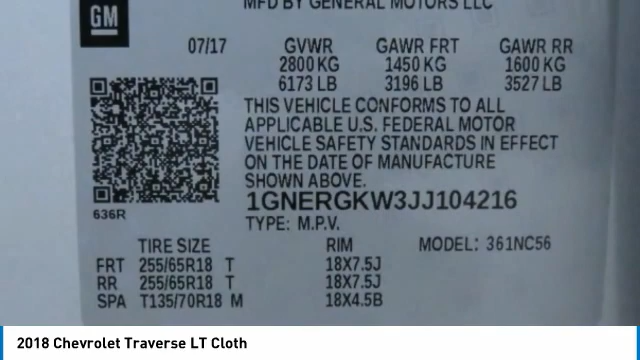 MFD BY GENERAL MOTORS LLC
GM
07/17 GVWR GAWR FRT GAWR RR
2800 KG 1450 KG 1600 KG
6173 LB 3196 LB 3527 LB
THIS VEHICLE CONFORMS TO ALL
APPLICABLE U.S. FEDERAL MOTOR
VEHICLE SAFETY STANDARDS IN EFFECT
ON THE DATE OF MANUFACTURE
SHOWN ABOVE.
1GNERGKW3JJ104216
636R
TYPE: M.P.V.
TIRE SIZE RIM MODEL: 361NC56
FRT 255/65R18 T 18X7.5J
RR 255/65R18 T 18X7.5J
SPA T135/70R18 M 18X4.5B
2018 Chevrolet Traverse LT Cloth